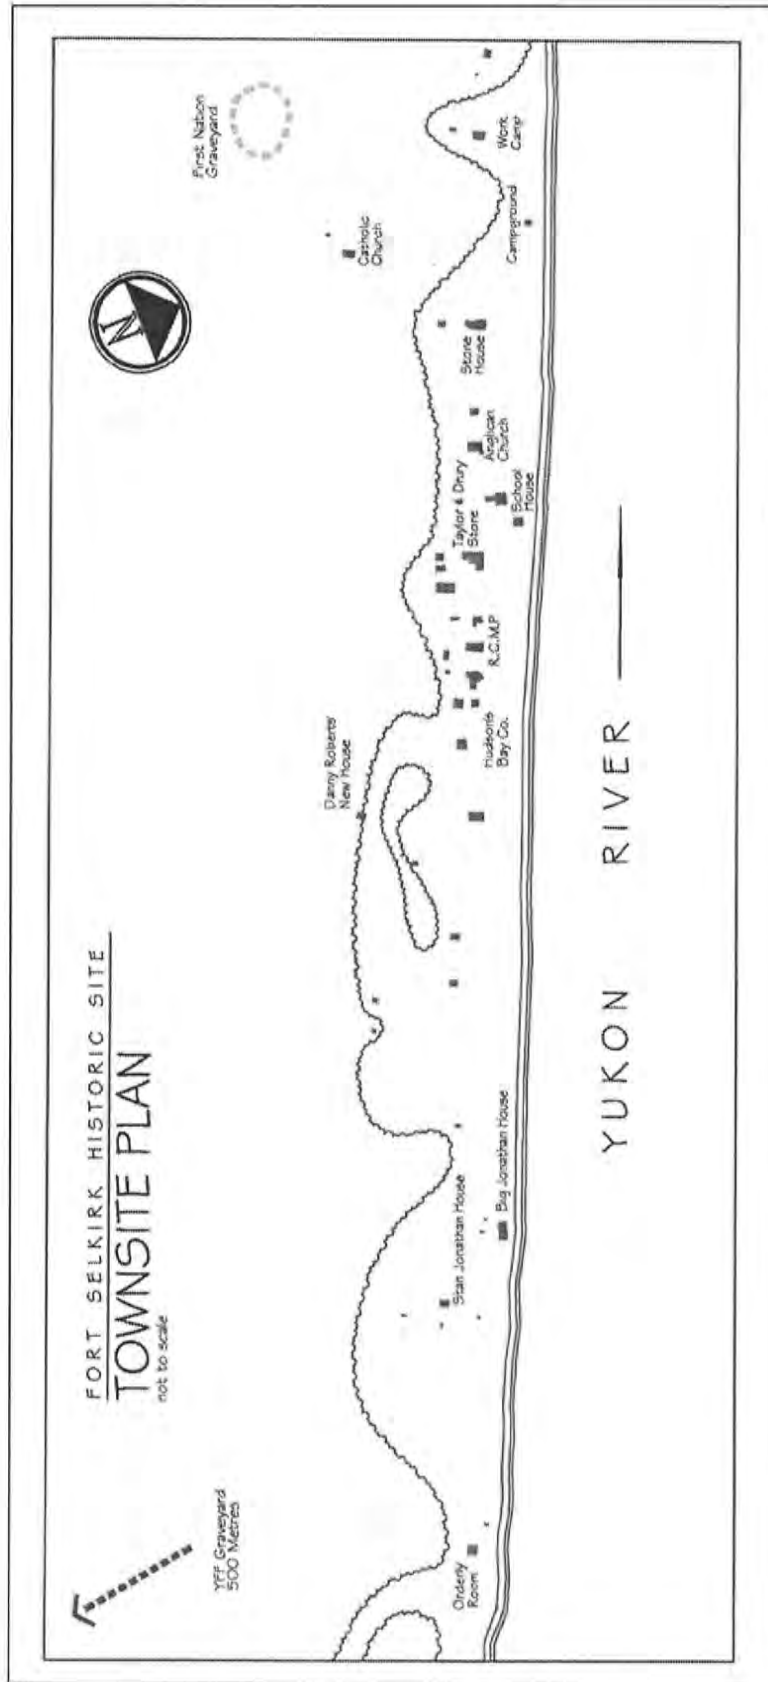 FORT SELKIRK HISTORIC SITE
TOWNSITE PLAN
not to scale
YFF Graveyard
500 Metres
Orderly
Room
Stan Jonathan House
Big Jonathan House
Danny Roberts'
New House
Hudson's
Bay Co.
R.C.M.P
Taylor & Drury
Store
School
House
Anglican
Church
Stone
House
Catholic
Church
Campground
Work
Camp
First Nation
Graveyard
N
YUKON RIVER